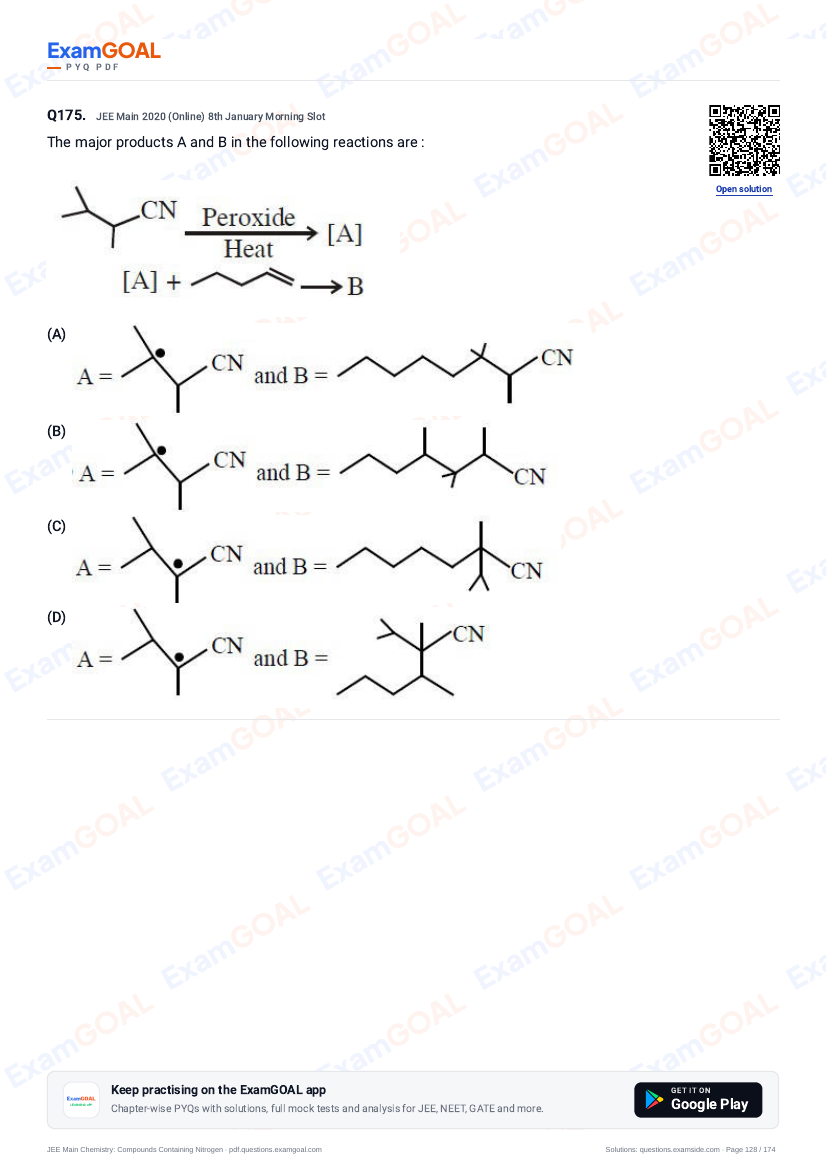 ExamGOAL
PYQ PDF
Q175. JEE Main 2020 (Online) 8th January Morning Slot
The major products A and B in the following reactions are :
Open solution
CN Peroxide Heat [A]
[A] + B
(A) A = CN and B = CN
(B) A = CN and B = CN
(C) A = CN and B = CN
(D) A = CN and B = CN
Keep practising on the ExamGOAL app
Chapter-wise PYQs with solutions, full mock tests and analysis for JEE, NEET, GATE and more.
GET IT ON
Google Play
JEE Main Chemistry: Compounds Containing Nitrogen · pdf.questions.examgoal.com
Solutions: questions.examside.com · Page 128 / 174